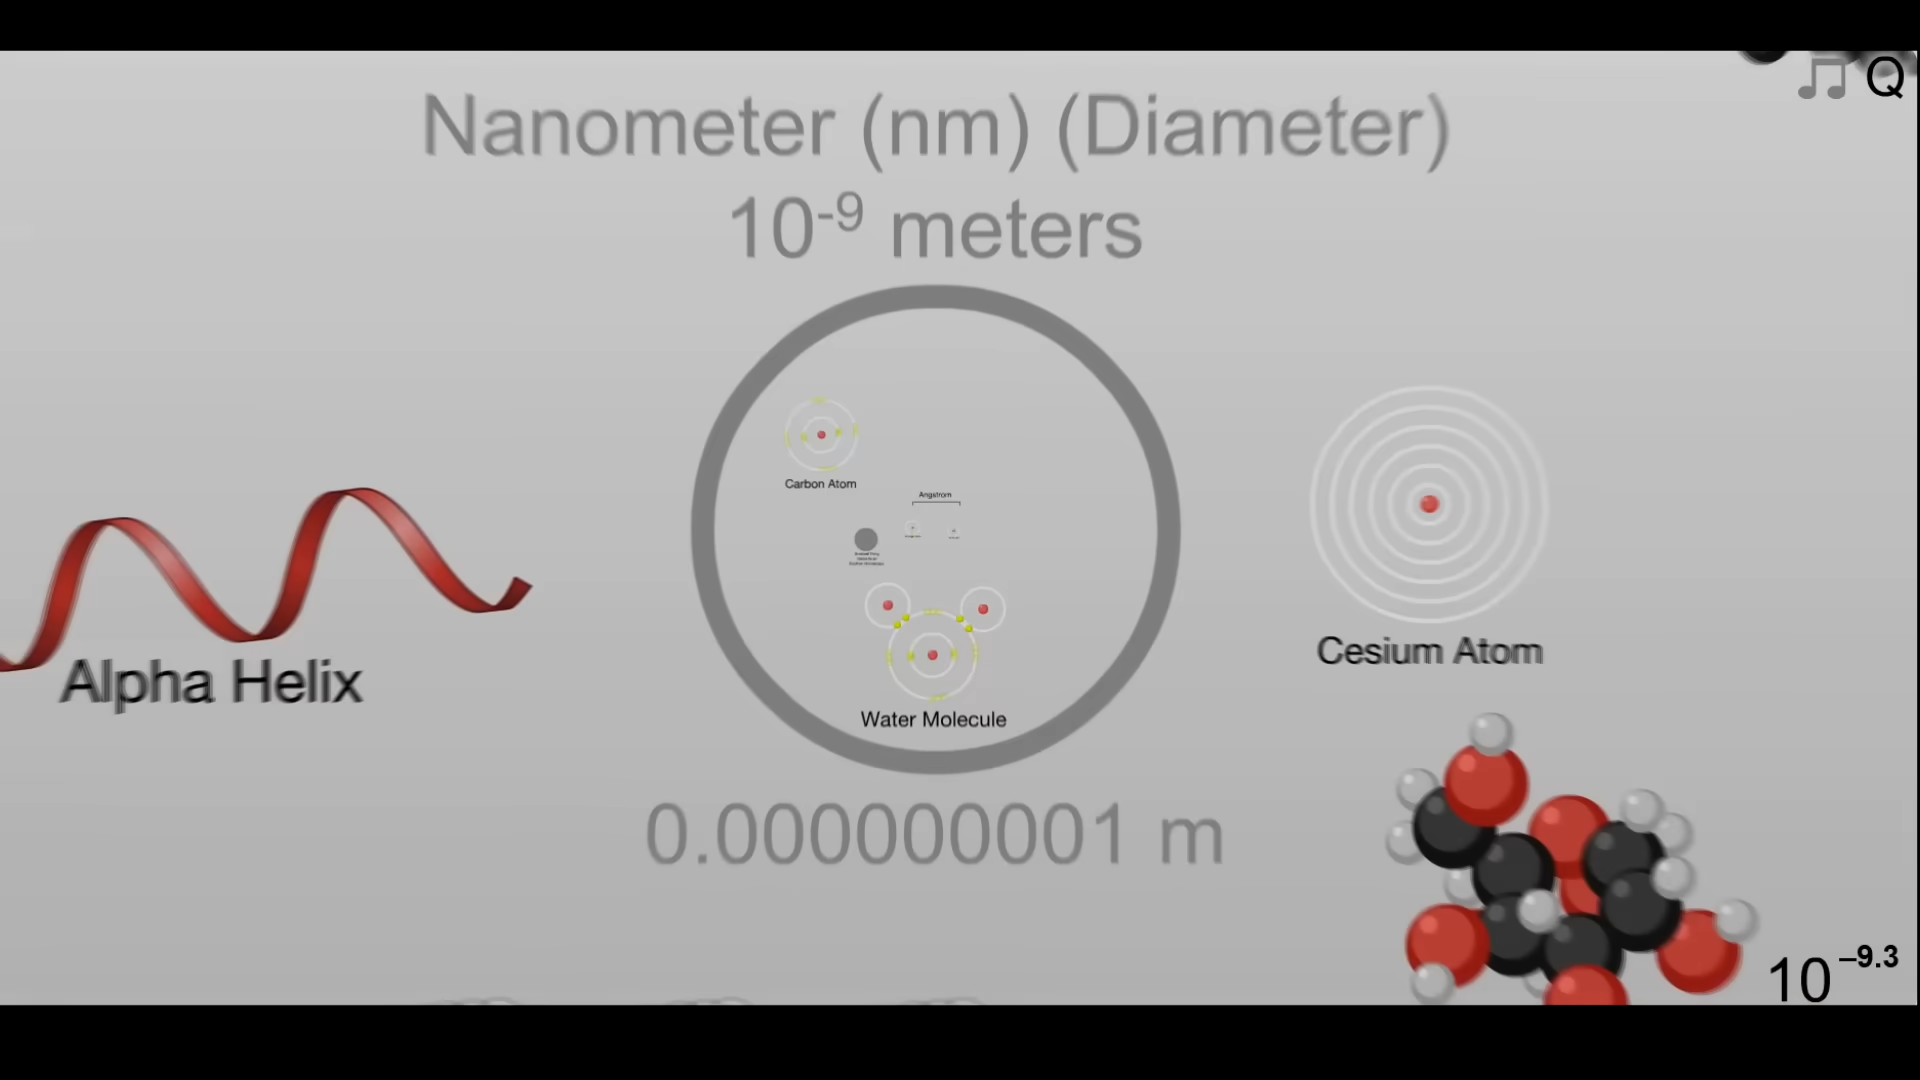 Q
Nanometer (nm) (Diameter)
10⁻⁹ meters
Carbon Atom
Angstrom
Water Molecule
Alpha Helix
Cesium Atom
0.000000001 m
10⁻⁹·³